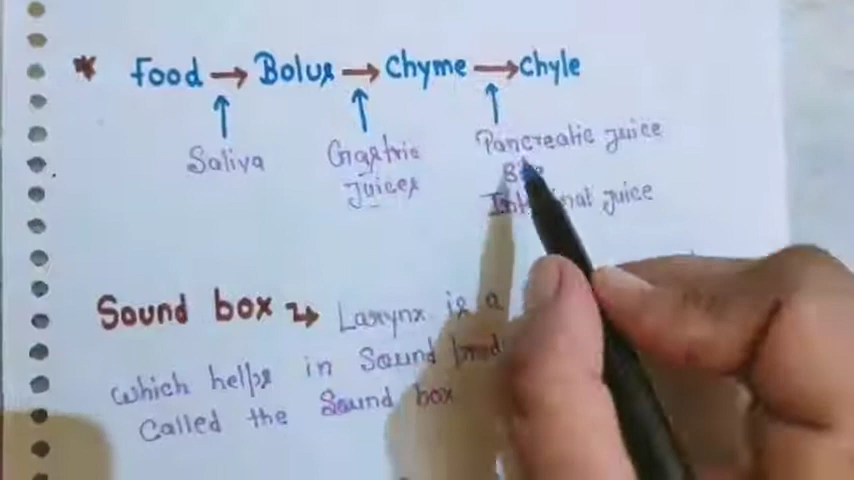 * Food → Bolus → Chyme → Chyle
Saliva
Gastric
Juices
Pancreatic juice
juice
Sound box → Larynx is a
which helps in Sound
Called the Sound box